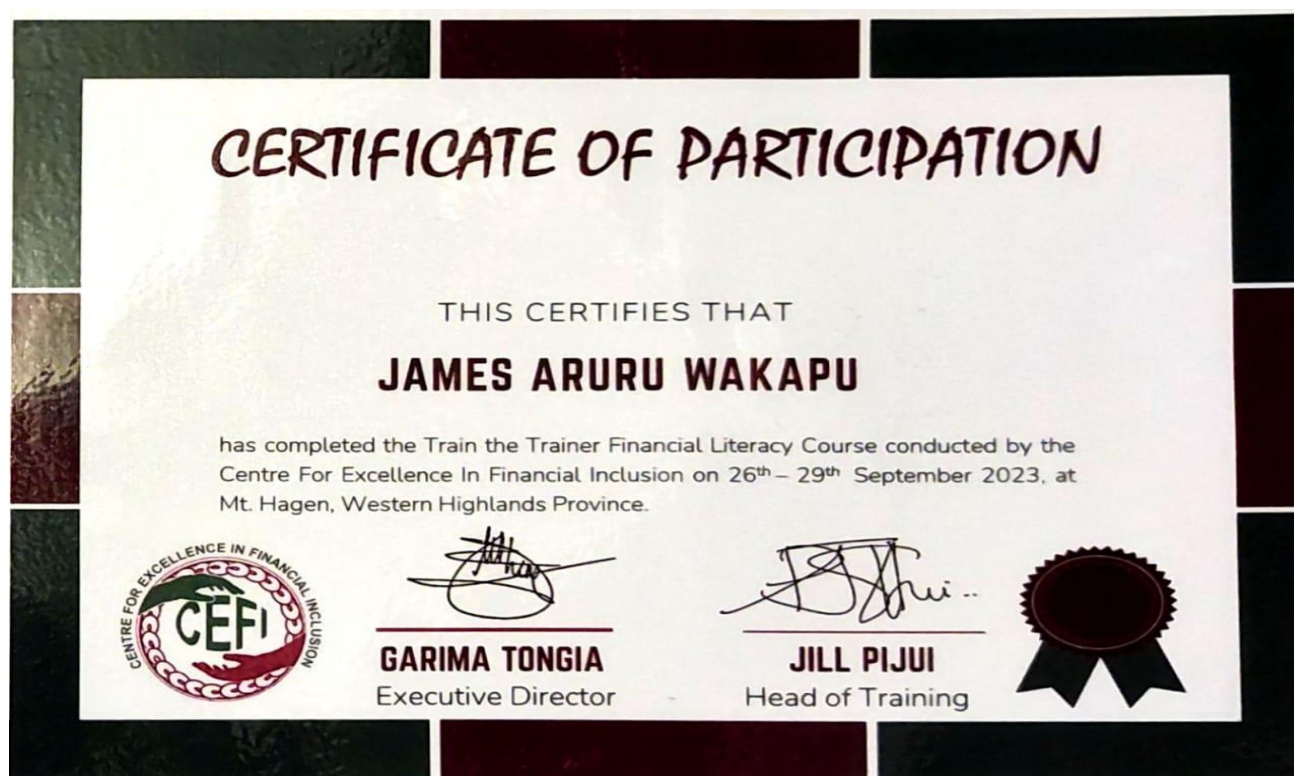 CERTIFICATE OF PARTICIPATION
THIS CERTIFIES THAT
JAMES ARURU WAKAPU
has completed the Train the Trainer Financial Literacy Course conducted by the
Centre For Excellence In Financial Inclusion on 26th – 29th September 2023, at
Mt. Hagen, Western Highlands Province.
CENTRE FOR EXCELLENCE IN FINANCIAL INCLUSION
CEFI
GARIMA TONGIA
Executive Director
JILL PIJUI
Head of Training